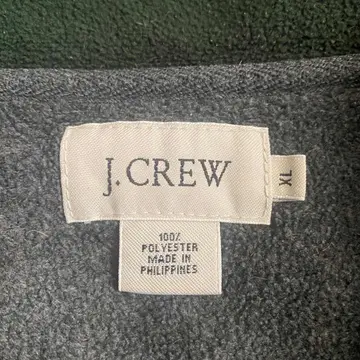 J.CREW
XL
100%
POLYESTER
MADE IN
PHILIPPINES